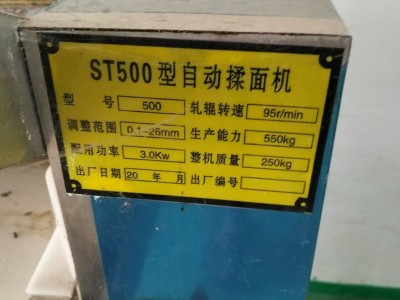 ST500型自动揉面机
型 号 500 轧辊转速 95r/min
调整范围 0.1-26mm 生产能力 550kg
配用功率 3.0Kw 整机质量 250kg
出厂日期 20 年 月 出厂编号